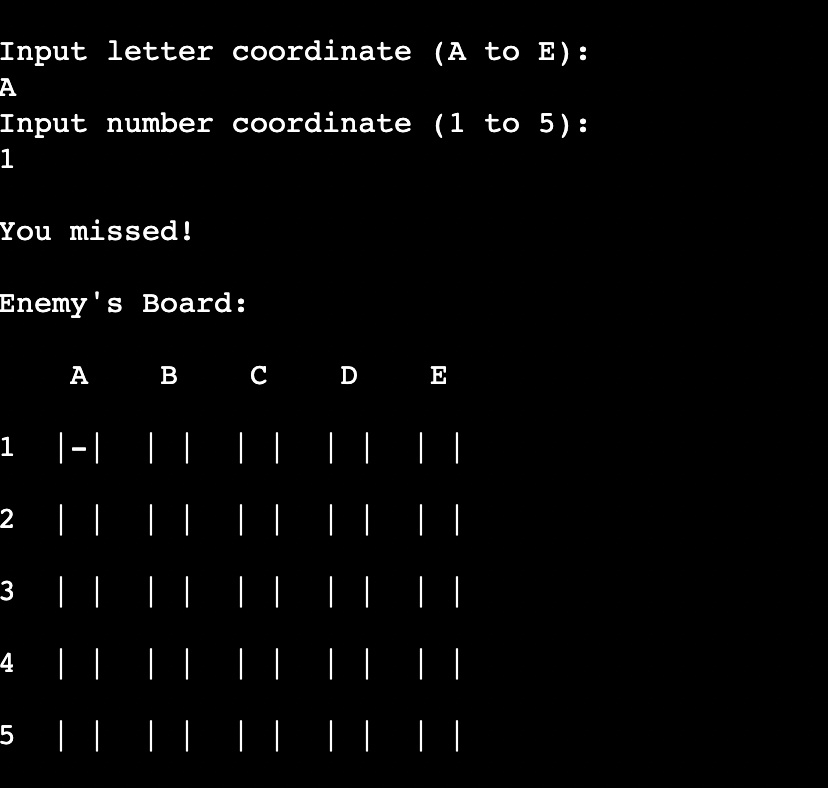 Input letter coordinate (A to E):
A
Input number coordinate (1 to 5):
1
You missed!
Enemy's Board:
A B C D E
1 |-| | | | | | | | |
2 | | | | | | | | | |
3 | | | | | | | | | |
4 | | | | | | | | | |
5 | | | | | | | | | |